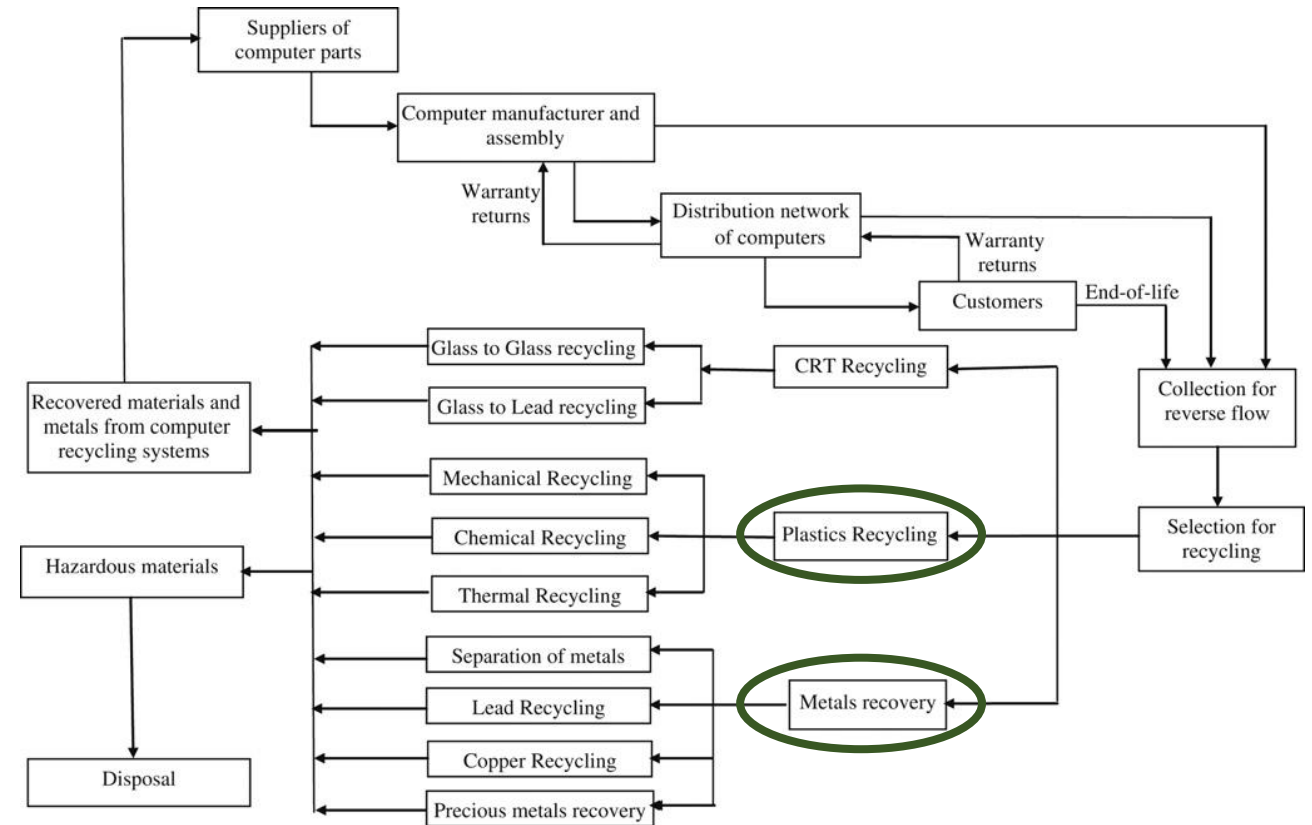 Suppliers of
computer parts
Computer manufacturer and
assembly
Warranty
returns
Distribution network
of computers
Warranty
returns
Customers
End-of-life
Glass to Glass recycling
CRT Recycling
Collection for
reverse flow
Recovered materials and
metals from computer
recycling systems
Glass to Lead recycling
Mechanical Recycling
Chemical Recycling
Plastics Recycling
Selection for
recycling
Hazardous materials
Thermal Recycling
Separation of metals
Lead Recycling
Metals recovery
Copper Recycling
Disposal
Precious metals recovery